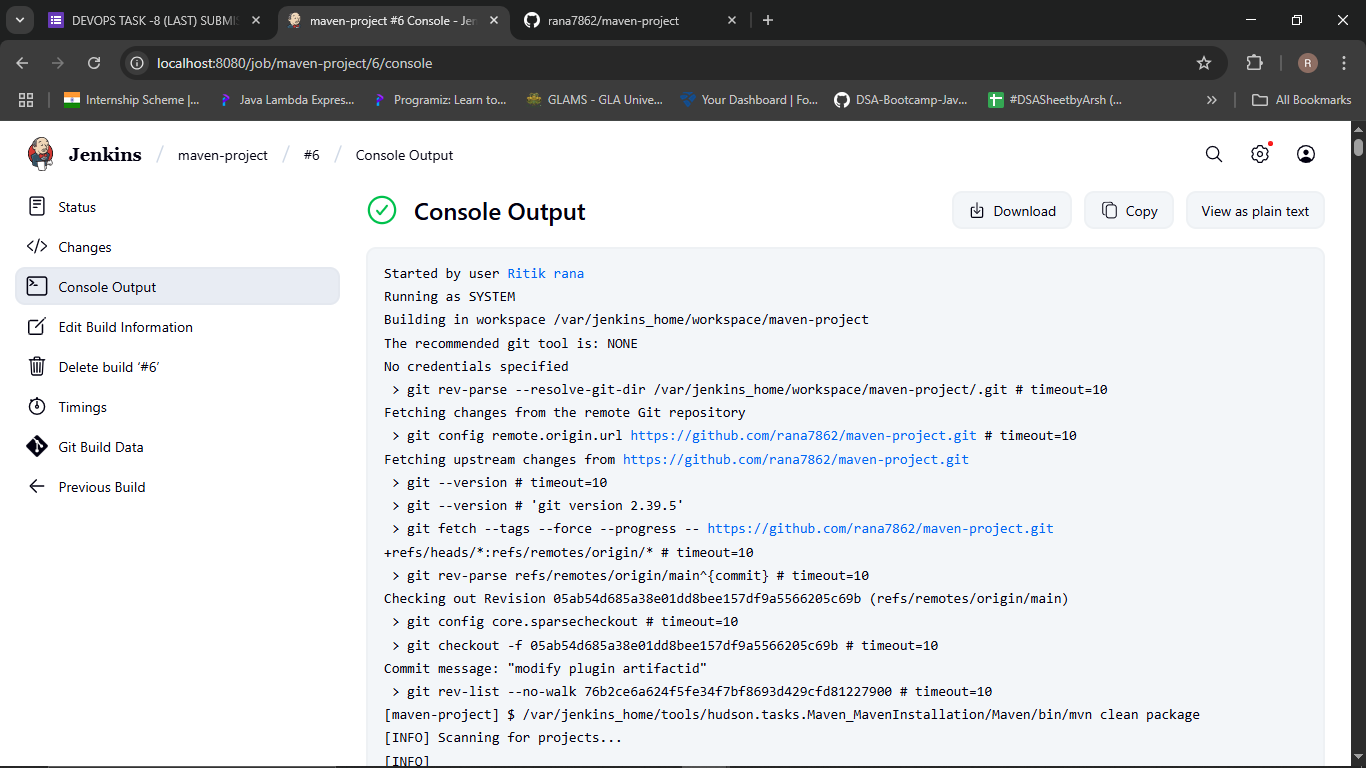 DEVOPS TASK -8 (LAST) SUBMIS
maven-project #6 Console - Jen
rana7862/maven-project
localhost:8080/job/maven-project/6/console
R
Internship Scheme |...
Java Lambda Expres...
Programiz: Learn to...
GLAMS - GLA Unive...
Your Dashboard | Fo...
DSA-Bootcamp-Jav...
#DSASheetbyArsh (...
»
All Bookmarks
Jenkins / maven-project / #6 / Console Output
Status
Changes
Console Output
Edit Build Information
Delete build ‘#6’
Timings
Git Build Data
Previous Build
Console Output
Download
Copy
View as plain text
Started by user Ritik rana
Running as SYSTEM
Building in workspace /var/jenkins_home/workspace/maven-project
The recommended git tool is: NONE
No credentials specified
 > git rev-parse --resolve-git-dir /var/jenkins_home/workspace/maven-project/.git # timeout=10
Fetching changes from the remote Git repository
 > git config remote.origin.url https://github.com/rana7862/maven-project.git # timeout=10
Fetching upstream changes from https://github.com/rana7862/maven-project.git
 > git --version # timeout=10
 > git --version # 'git version 2.39.5'
 > git fetch --tags --force --progress -- https://github.com/rana7862/maven-project.git
+refs/heads/*:refs/remotes/origin/* # timeout=10
 > git rev-parse refs/remotes/origin/main^{commit} # timeout=10
Checking out Revision 05ab54d685a38e01dd8bee157df9a5566205c69b (refs/remotes/origin/main)
 > git config core.sparsecheckout # timeout=10
 > git checkout -f 05ab54d685a38e01dd8bee157df9a5566205c69b # timeout=10
Commit message: "modify plugin artifactid"
 > git rev-list --no-walk 76b2ce6a624f5fe34f7bf8693d429cfd81227900 # timeout=10
[maven-project] $ /var/jenkins_home/tools/hudson.tasks.Maven_MavenInstallation/Maven/bin/mvn clean package
[INFO] Scanning for projects...
[INFO]